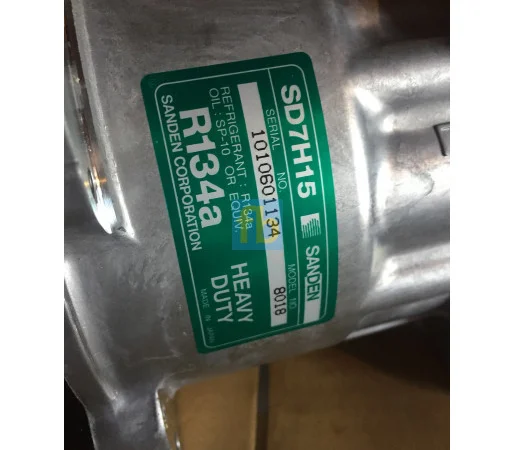 SD7H15 SANDEN
SERIAL NO. MODEL NO.
1010601134 8018
REFRIGERANT : R134a
OIL : SP-10 OR EQUIV.
R134a HEAVY DUTY
SANDEN CORPORATION MADE IN JAPAN